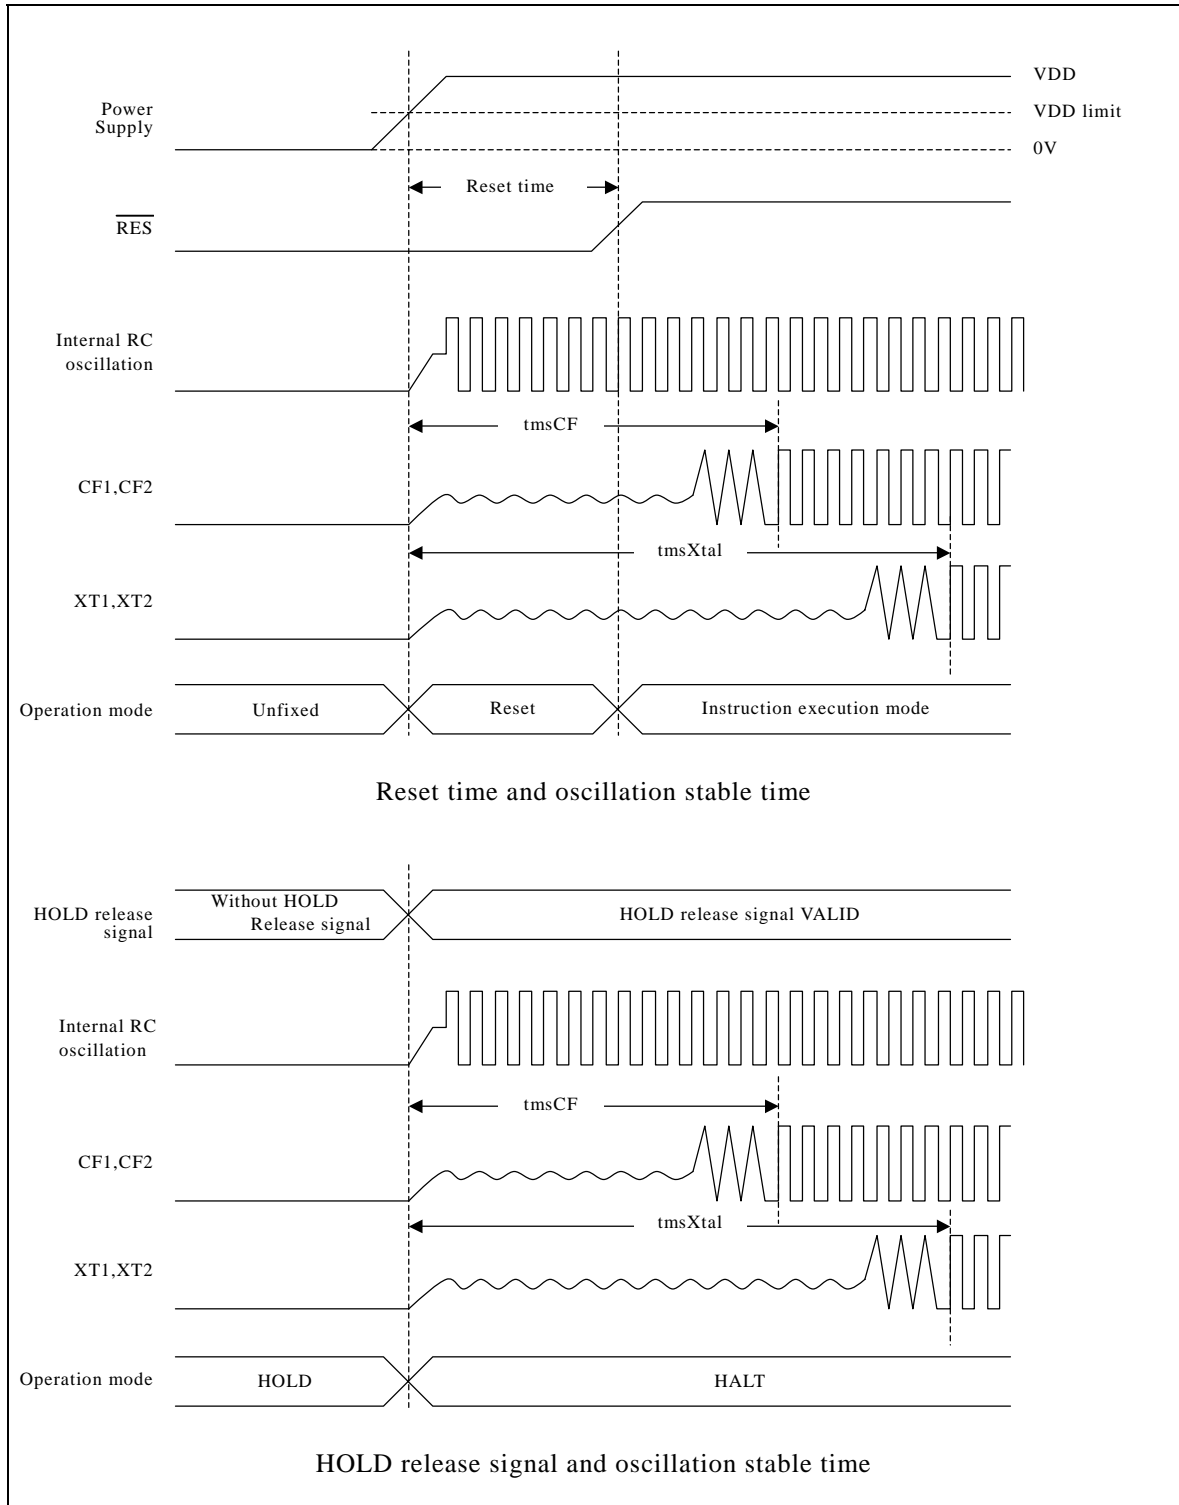 VDD
Power
Supply
VDD limit
0V
Reset time
RES
Internal RC
oscillation
tmsCF
CF1,CF2
tmsXtal
XT1,XT2
Operation mode
Unfixed
Reset
Instruction execution mode
Reset time and oscillation stable time
HOLD release
signal
Without HOLD
Release signal
HOLD release signal VALID
Internal RC
oscillation
tmsCF
CF1,CF2
tmsXtal
XT1,XT2
Operation mode
HOLD
HALT
HOLD release signal and oscillation stable time